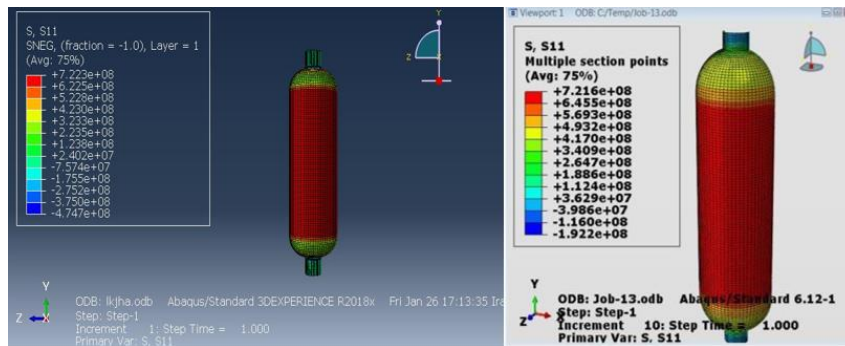 S, S11
SNEG, (fraction = -1.0), Layer = 1
(Avg: 75%)
+7.223e+08
+6.225e+08
+5.228e+08
+4.230e+08
+3.233e+08
+2.235e+08
+1.238e+08
+2.402e+07
-7.574e+07
-1.755e+08
-2.752e+08
-3.750e+08
-4.747e+08
Y
Z
Y
Z
X
ODB: lkjha.odb Abaqus/Standard 3DEXPERIENCE R2018x Fri Jan 26 17:13:35 Ira
Step: Step-1
Increment 1: Step Time = 1.000
Primary Var: S, S11
Viewport: 1 ODB: C:/Temp/Job-13.odb
S, S11
Multiple section points
(Avg: 75%)
+7.216e+08
+6.455e+08
+5.693e+08
+4.932e+08
+4.170e+08
+3.409e+08
+2.647e+08
+1.886e+08
+1.124e+08
+3.629e+07
-3.986e+07
-1.160e+08
-1.922e+08
Y
Z
X
ODB: Job-13.odb Abaqus/Standard 6.12-1
Step: Step-1
Increment 10: Step Time = 1.000
Primary Var: S, S11